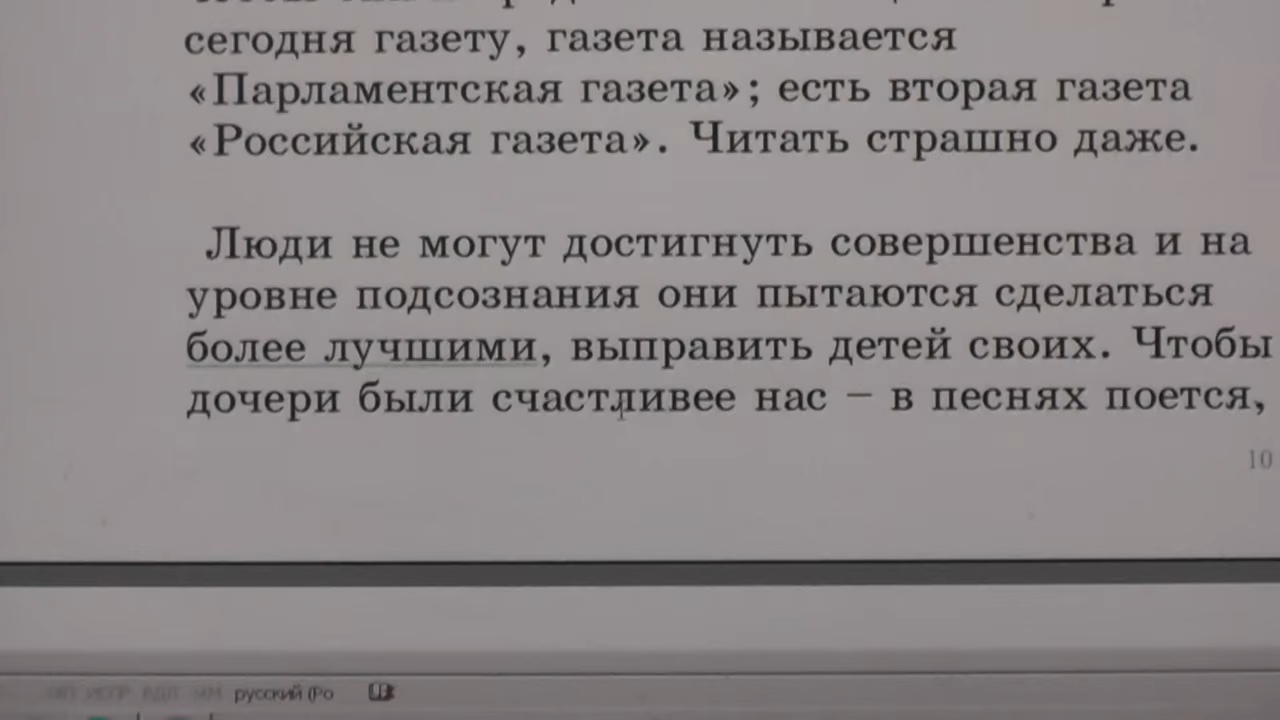 сегодня газету, газета называется
«Парламентская газета»; есть вторая газета
«Российская газета». Читать страшно даже.
Люди не могут достигнуть совершенства и на
уровне подсознания они пытаются сделаться
более лучшими, выправить детей своих. Чтобы
дочери были счастливее нас – в песнях поется,
10
русский (Ро